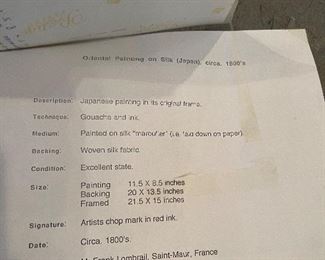 Oriental Painting on Silk (Japan), circa. 1800's
Description: Japanese painting in its original frame.
Technique: Gouache and ink.
Medium: Painted on silk "marouflér" (i.e. laid down on paper).
Backing: Woven silk fabric.
Condition: Excellent state.
Size: Painting 11.5 X 8.5 inches
Backing 20 X 13.5 inches
Framed 21.5 X 15 inches
Signature: Artists chop mark in red ink.
Date: Circa. 1800's.
M. Frank Lombrail, Saint-Maur, France